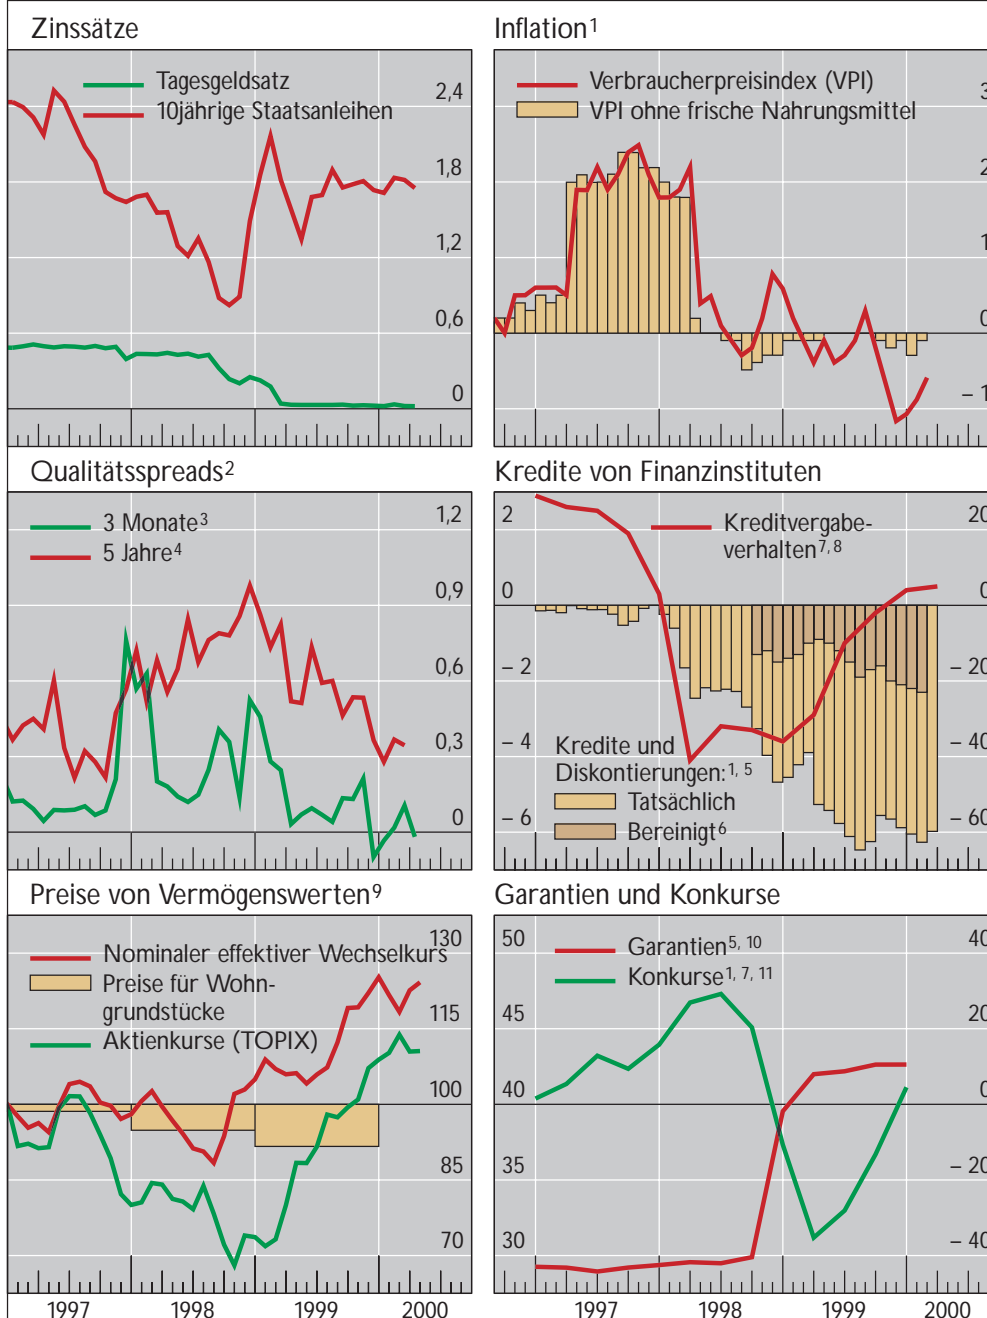 Zinssätze
Tagesgeldsatz
10jährige Staatsanleihen
2,4
1,8
1,2
0,6
0
Inflation¹
Verbraucherpreisindex (VPI)
VPI ohne frische Nahrungsmittel
3
2
1
0
– 1
Qualitätsspreads²
3 Monate³
5 Jahre⁴
1,2
0,9
0,6
0,3
0
Kredite von Finanzinstituten
Kreditvergabe-
verhalten⁷, ⁸
2
0
– 2
– 4
– 6
20
0
– 20
– 40
– 60
Kredite und
Diskontierungen:¹, ⁵
Tatsächlich
Bereinigt⁶
Preise von Vermögenswerten⁹
Nominaler effektiver Wechselkurs
Preise für Wohn-
grundstücke
Aktienkurse (TOPIX)
130
115
100
85
70
1997 1998 1999 2000
Garantien und Konkurse
Garantien⁵, ¹⁰
Konkurse¹, ⁷, ¹¹
50
45
40
35
30
40
20
0
– 20
– 40
1997 1998 1999 2000